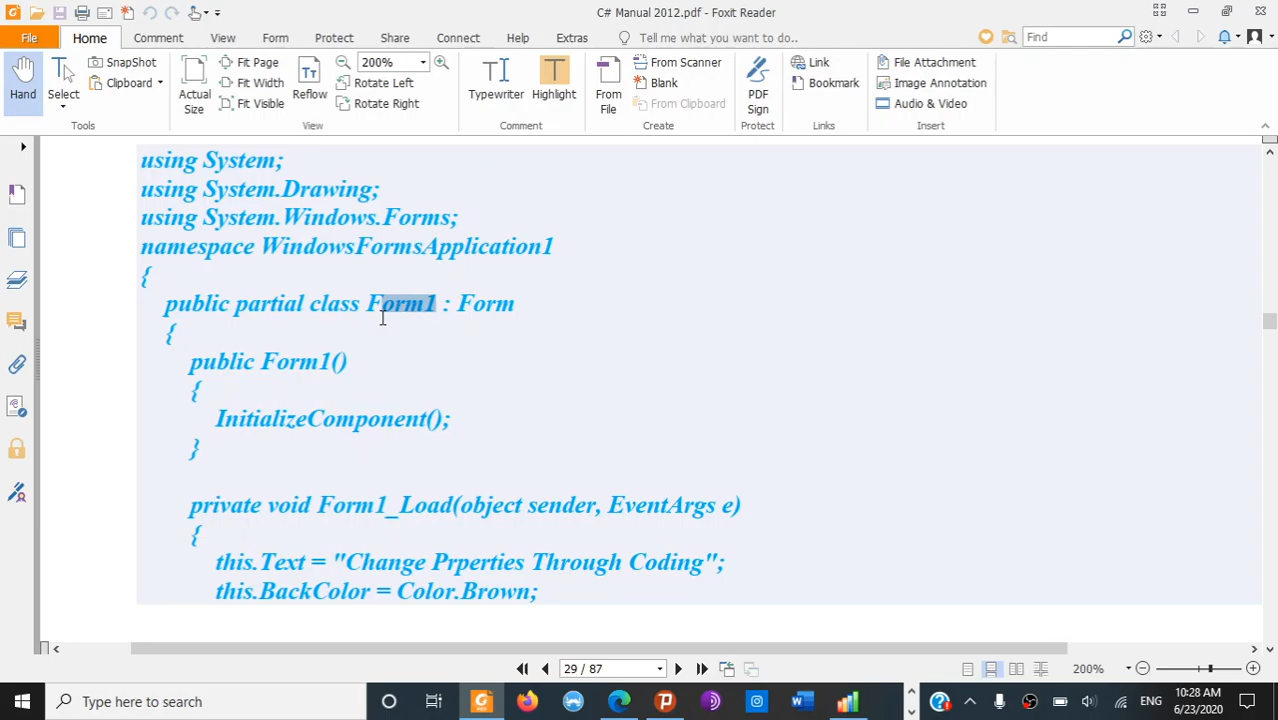 C# Manual 2012.pdf - Foxit Reader
File Home Comment View Form Protect Share Connect Help Extras Tell me what you want to do.. Find
Hand Select SnapShot Clipboard Actual Size Fit Page Fit Width Fit Visible Reflow 200% Rotate Left Rotate Right Typewriter Highlight From File From Scanner Blank From Clipboard PDF Sign Link Bookmark File Attachment Image Annotation Audio & Video
Tools View Comment Create Protect Links Insert
using System;
using System.Drawing;
using System.Windows.Forms;
namespace WindowsFormsApplication1
{
public partial class Form1 : Form
{
public Form1()
{
InitializeComponent();
}
private void Form1_Load(object sender, EventArgs e)
{
this.Text = "Change Prperties Through Coding";
this.BackColor = Color.Brown;
29 / 87 200%
Type here to search ENG 10:28 AM
6/23/2020